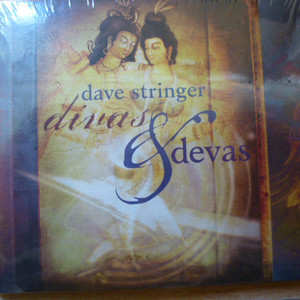 dave stringer
divas
& devas